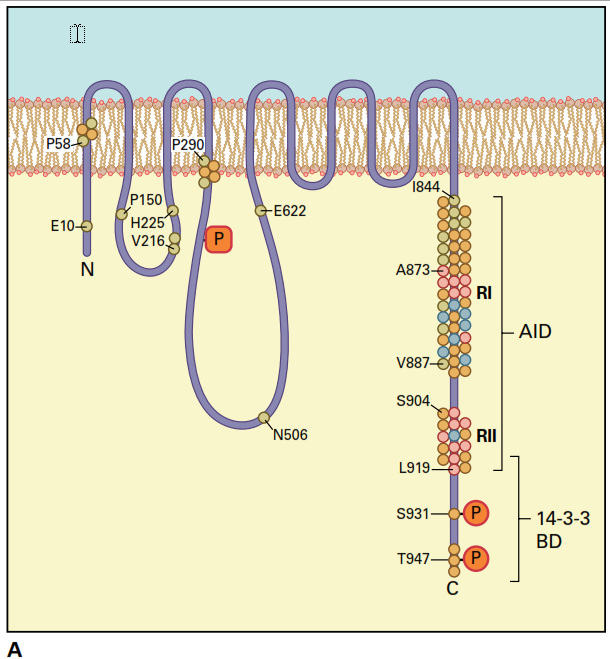 P58
P290
I844
P150
E10
H225
E622
V216
P
N
A873
RI
AID
V887
S904
RII
N506
L919
S931
P
14-3-3
BD
T947
P
C
A